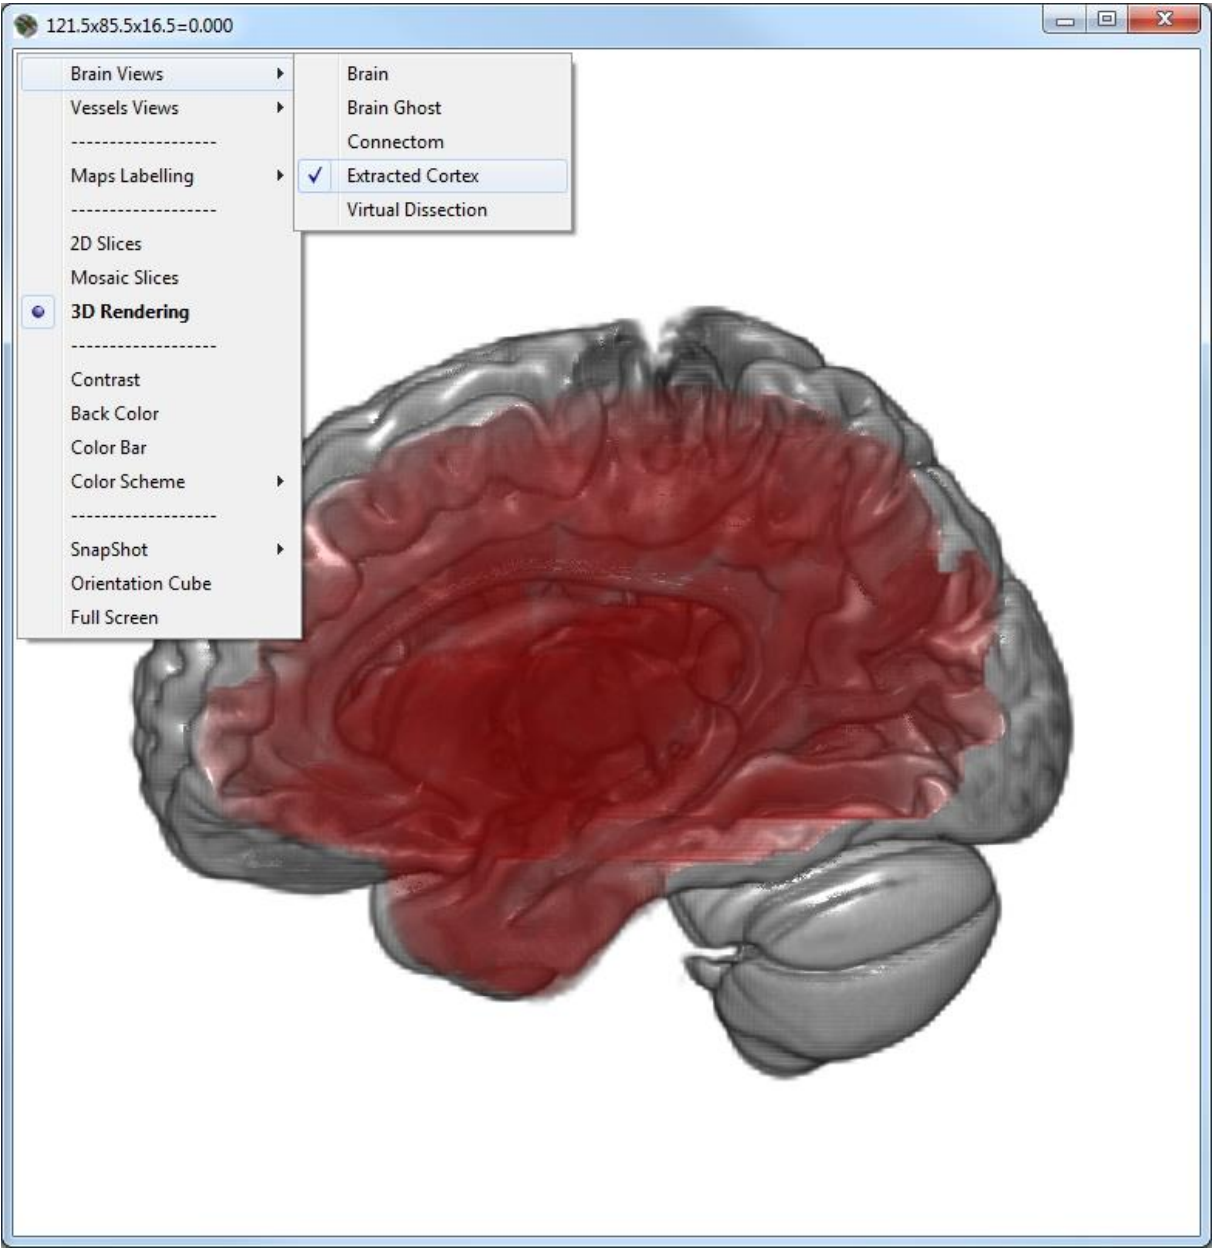 121.5x85.5x16.5=0.000
Brain Views
Vessels Views
-------------------
Maps Labelling
-------------------
2D Slices
Mosaic Slices
3D Rendering
-------------------
Contrast
Back Color
Color Bar
Color Scheme
-------------------
SnapShot
Orientation Cube
Full Screen
Brain
Brain Ghost
Connectom
Extracted Cortex
Virtual Dissection